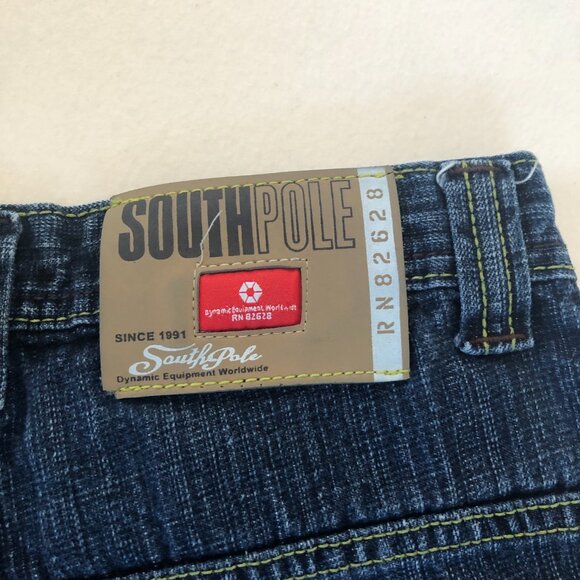 SOUTHPOLE
RN82628
Dynamic Equipment Worldwide
RN 82628
SINCE 1991
SouthPole
Dynamic Equipment Worldwide